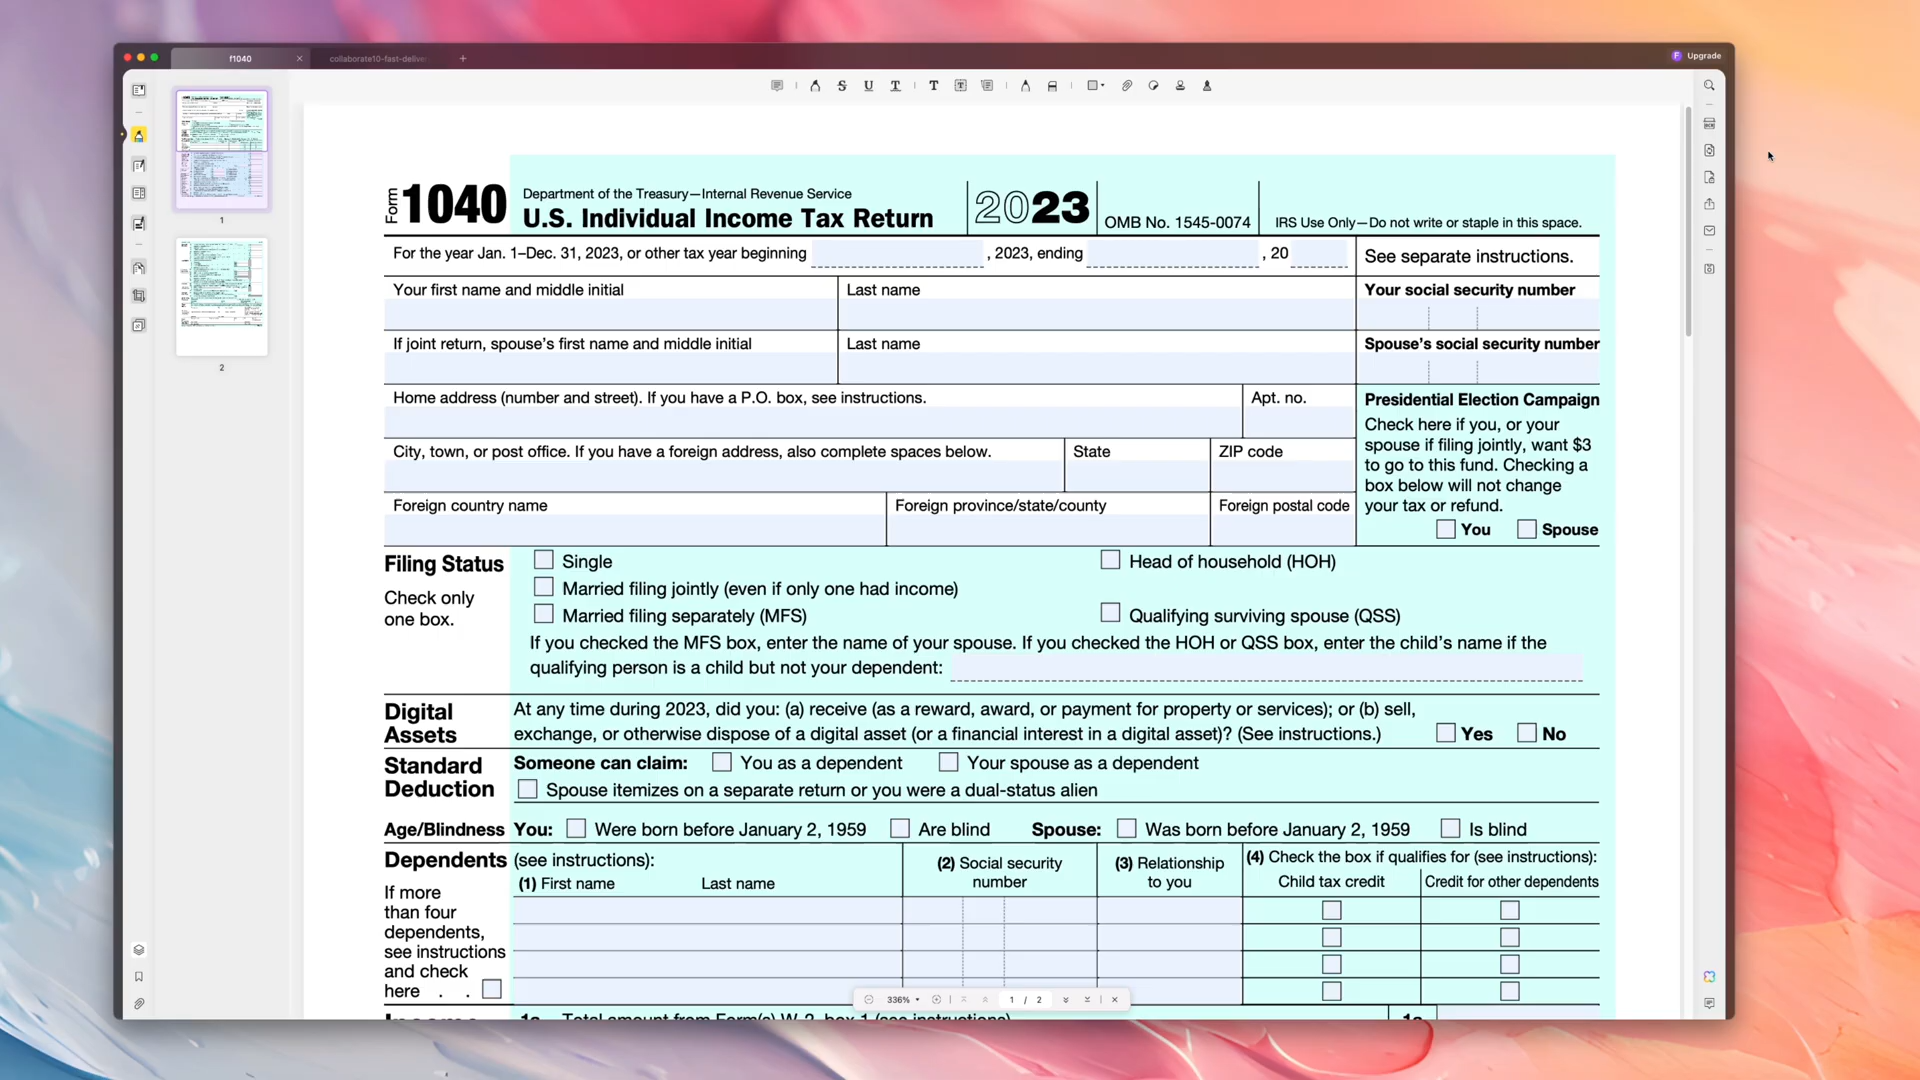 f1040
collaborate10-fast-deliver
Upgrade
1
2
Form 1040
Department of the Treasury—Internal Revenue Service
U.S. Individual Income Tax Return
2023
OMB No. 1545-0074
IRS Use Only—Do not write or staple in this space.
For the year Jan. 1–Dec. 31, 2023, or other tax year beginning , 2023, ending , 20
See separate instructions.
Your first name and middle initial
Last name
Your social security number
If joint return, spouse's first name and middle initial
Last name
Spouse's social security number
Home address (number and street). If you have a P.O. box, see instructions.
Apt. no.
City, town, or post office. If you have a foreign address, also complete spaces below.
State
ZIP code
Foreign country name
Foreign province/state/county
Foreign postal code
Presidential Election Campaign
Check here if you, or your
spouse if filing jointly, want $3
to go to this fund. Checking a
box below will not change
your tax or refund.
You Spouse
Filing Status
Check only
one box.
Single
Head of household (HOH)
Married filing jointly (even if only one had income)
Married filing separately (MFS)
Qualifying surviving spouse (QSS)
If you checked the MFS box, enter the name of your spouse. If you checked the HOH or QSS box, enter the child's name if the
qualifying person is a child but not your dependent:
Digital
Assets
At any time during 2023, did you: (a) receive (as a reward, award, or payment for property or services); or (b) sell,
exchange, or otherwise dispose of a digital asset (or a financial interest in a digital asset)? (See instructions.)
Yes No
Standard
Deduction
Someone can claim: You as a dependent Your spouse as a dependent
Spouse itemizes on a separate return or you were a dual-status alien
Age/Blindness You: Were born before January 2, 1959 Are blind Spouse: Was born before January 2, 1959 Is blind
Dependents (see instructions):
If more
than four
dependents,
see instructions
and check
here . .
(1) First name Last name
(2) Social security
number
(3) Relationship
to you
(4) Check the box if qualifies for (see instructions):
Child tax credit
Credit for other dependents
336%
1 / 2
Income
1a Total amount from Form(s) W-2, box 1 (see instructions)
1a